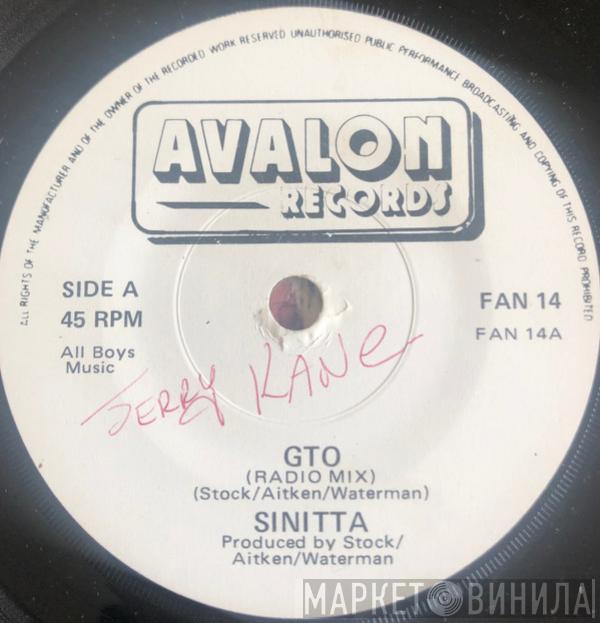 ALL RIGHTS OF THE MANUFACTURER AND OF THE OWNER OF THE RECORDED WORK RESERVED UNAUTHORISED PUBLIC PERFORMANCE BROADCASTING AND COPYING OF THIS RECORD PROHIBITED
AVALON
RECORDS
SIDE A
45 RPM
All Boys
Music
FAN 14
FAN 14A
JERRY KANE
GTO
(RADIO MIX)
(Stock/Aitken/Waterman)
SINITTA
Produced by Stock/
Aitken/Waterman
МАРКЕТ ВИНИЛА